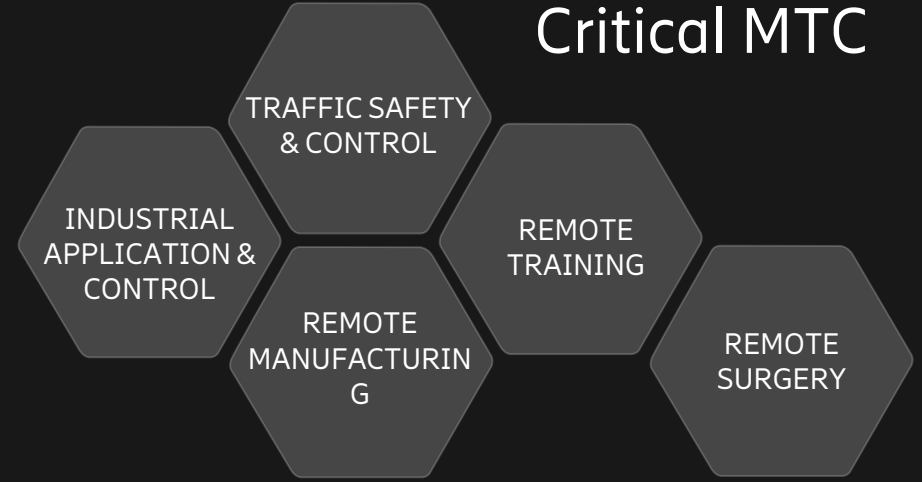 Critical MTC
TRAFFIC SAFETY
& CONTROL
INDUSTRIAL
APPLICATION &
CONTROL
REMOTE
TRAINING
REMOTE
MANUFACTURIN
G
REMOTE
SURGERY